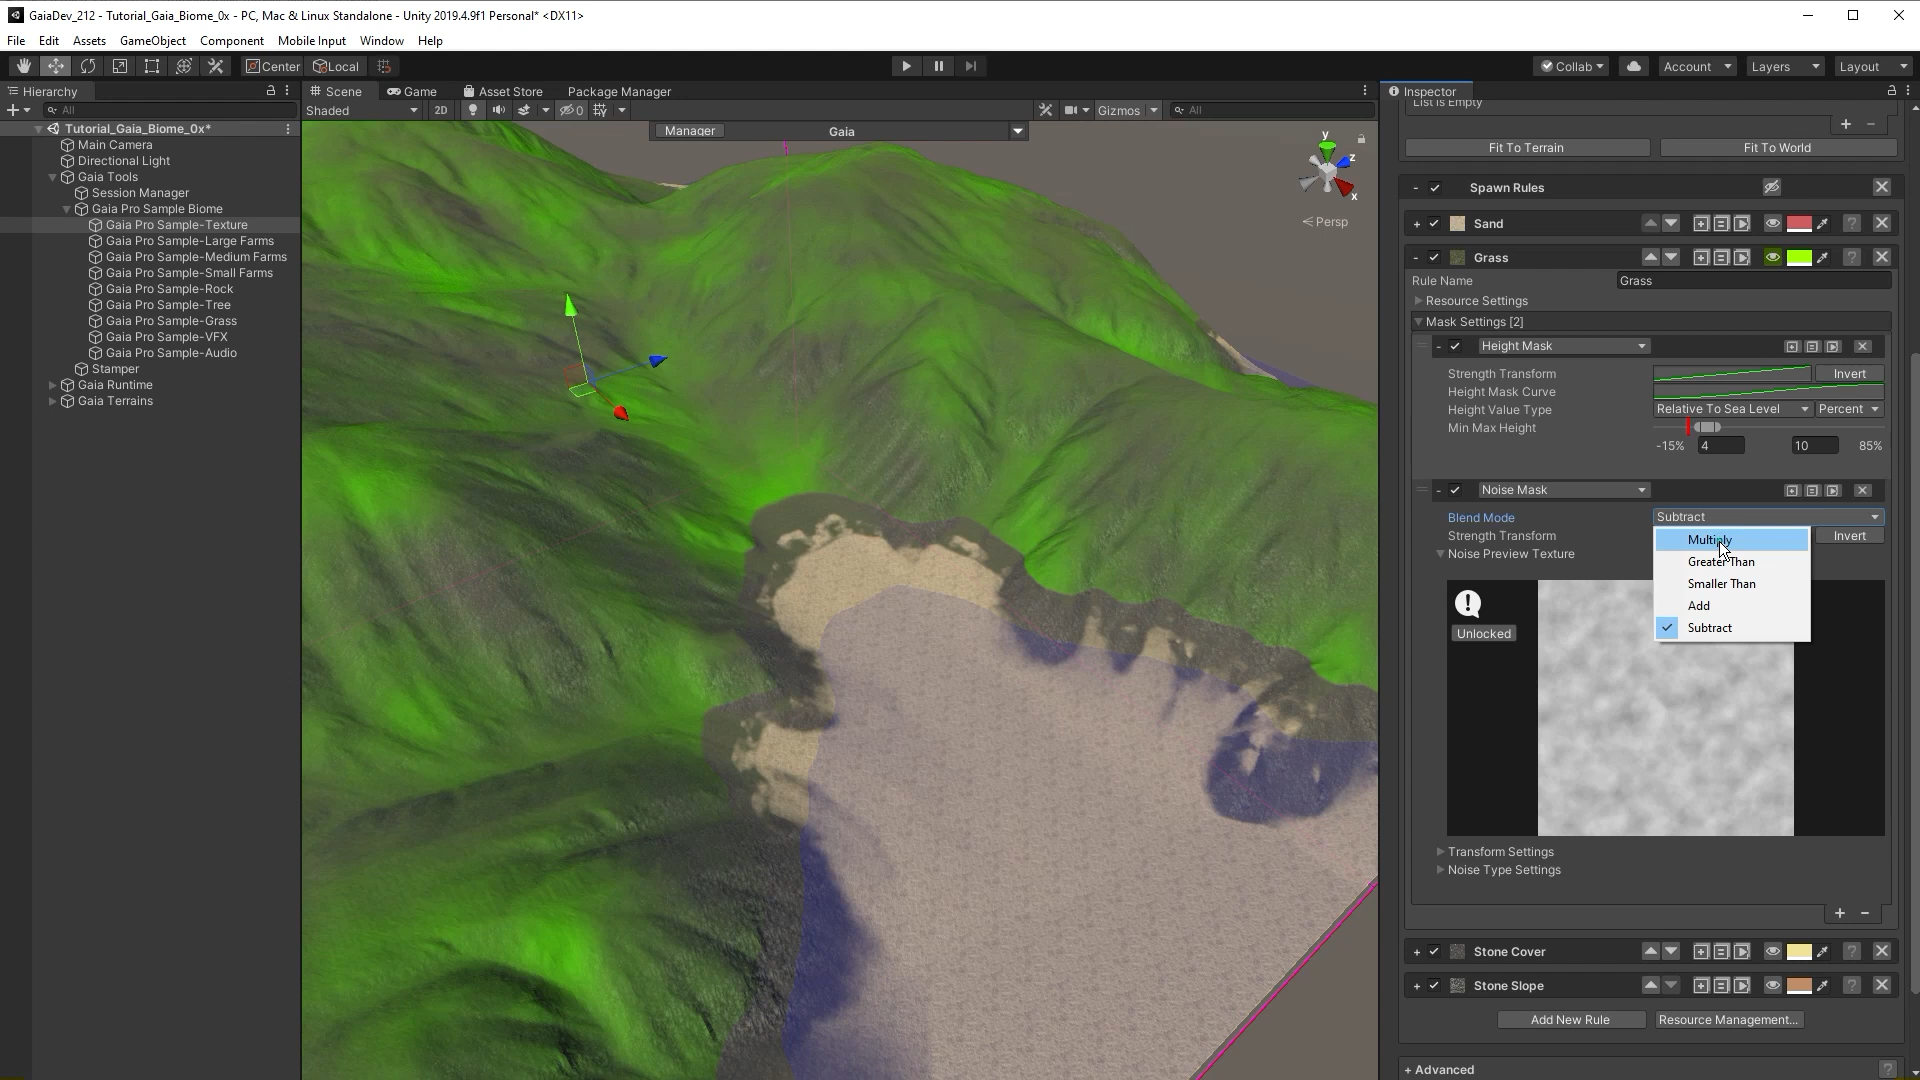 GaiaDev_212 - Tutorial_Gaia_Biome_0x - PC, Mac & Linux Standalone - Unity 2019.4.9f1 Personal* <DX11>
File Edit Assets GameObject Component Mobile Input Window Help
Center Local Collab Account Layers Layout
Hierarchy
All
Tutorial_Gaia_Biome_0x*
Main Camera
Directional Light
Gaia Tools
Session Manager
Gaia Pro Sample Biome
Gaia Pro Sample-Texture
Gaia Pro Sample-Large Farms
Gaia Pro Sample-Medium Farms
Gaia Pro Sample-Small Farms
Gaia Pro Sample-Rock
Gaia Pro Sample-Tree
Gaia Pro Sample-Grass
Gaia Pro Sample-VFX
Gaia Pro Sample-Audio
Stamper
Gaia Runtime
Gaia Terrains
Scene Game Asset Store Package Manager
Shaded 2D 0 Gizmos All
Manager Gaia
y
z
x
Persp
Inspector
List is Empty
+ -
Fit To Terrain Fit To World
- Spawn Rules
+ Sand ?
- Grass ?
Rule Name Grass
Resource Settings
Mask Settings [2]
- Height Mask
Strength Transform Invert
Height Mask Curve
Height Value Type Relative To Sea Level Percent
Min Max Height
-15% 4 10 85%
- Noise Mask
Blend Mode Subtract
Strength Transform Invert
Noise Preview Texture
Multiply
Greater Than
Smaller Than
Add
Subtract
Unlocked
Transform Settings
Noise Type Settings
+ -
+ Stone Cover ?
+ Stone Slope ?
Add New Rule Resource Management...
+ Advanced ?